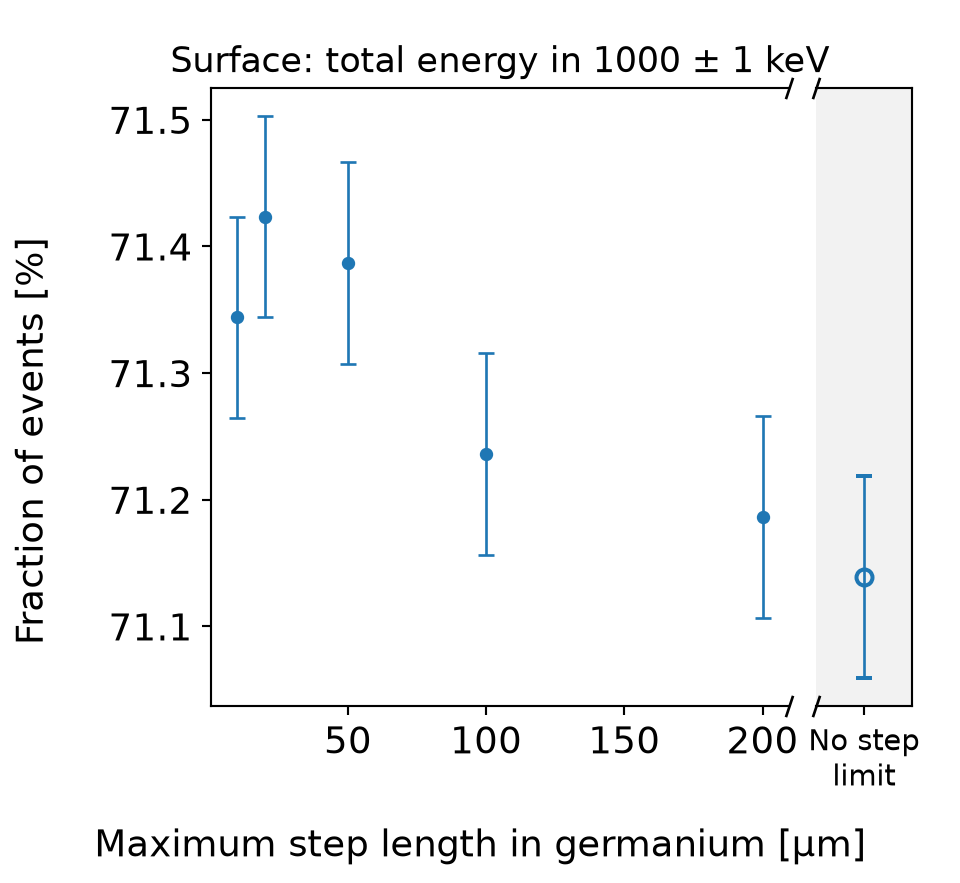 Surface: total energy in 1000 ± 1 keV
Fraction of events [%]
71.5
71.4
71.3
71.2
71.1
50 100 150 200 No step
limit
Maximum step length in germanium [µm]